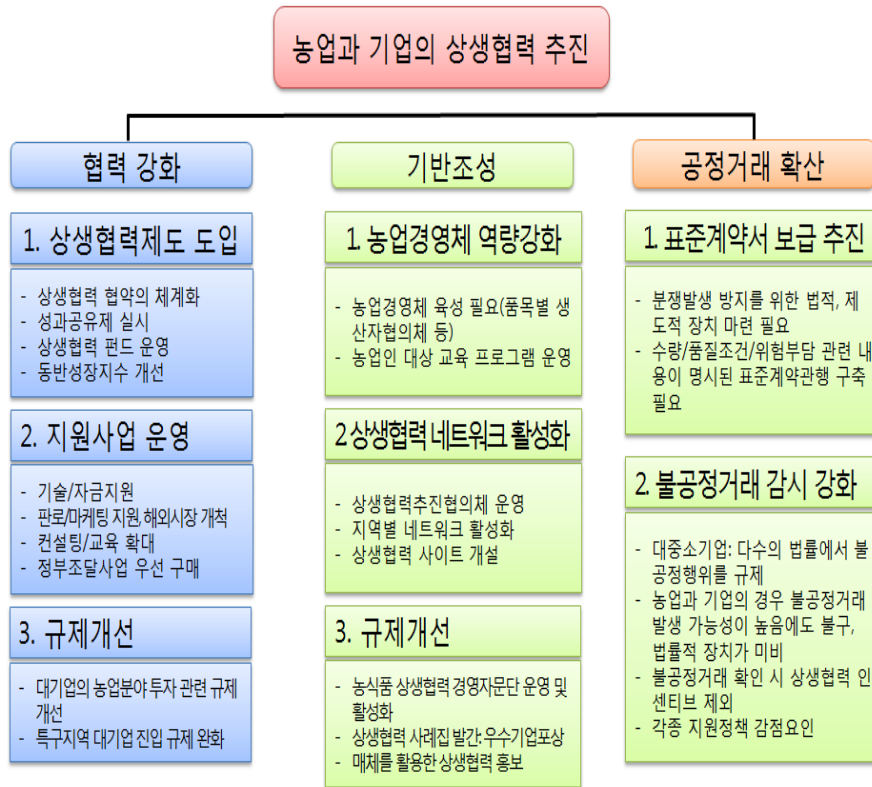 농업과 기업의 상생협력 추진
협력 강화
1. 상생협력제도 도입
- 상생협력 협약의 체계화
- 성과공유제 실시
- 상생협력 펀드 운영
- 동반성장지수 개선
2. 지원사업 운영
- 기술/자금지원
- 판로/마케팅 지원, 해외시장 개척
- 컨설팅/교육 확대
- 정부조달사업 우선 구매
3. 규제개선
- 대기업의 농업분야 투자 관련 규제
개선
- 특구지역 대기업 진입 규제 완화
기반조성
1. 농업경영체 역량강화
- 농업경영체 육성 필요(품목별 생
산자협의체 등)
- 농업인 대상 교육 프로그램 운영
2 상생협력 네트워크 활성화
- 상생협력추진협의체 운영
- 지역별 네트워크 활성화
- 상생협력 사이트 개설
3. 규제개선
- 농식품 상생협력 경영자문단 운영 및
활성화
- 상생협력 사례집 발간: 우수기업포상
- 매체를 활용한 상생협력 홍보
공정거래 확산
1. 표준계약서 보급 추진
- 분쟁발생 방지를 위한 법적, 제
도적 장치 마련 필요
- 수량/품질조건/위험부담 관련 내
용이 명시된 표준계약관행 구축
필요
2. 불공정거래 감시 강화
- 대중소기업: 다수의 법률에서 불
공정행위를 규제
- 농업과 기업의 경우 불공정거래
발생 가능성이 높음에도 불구,
법률적 장치가 미비
- 불공정거래 확인 시 상생협력 인
센티브 제외
- 각종 지원정책 감점요인